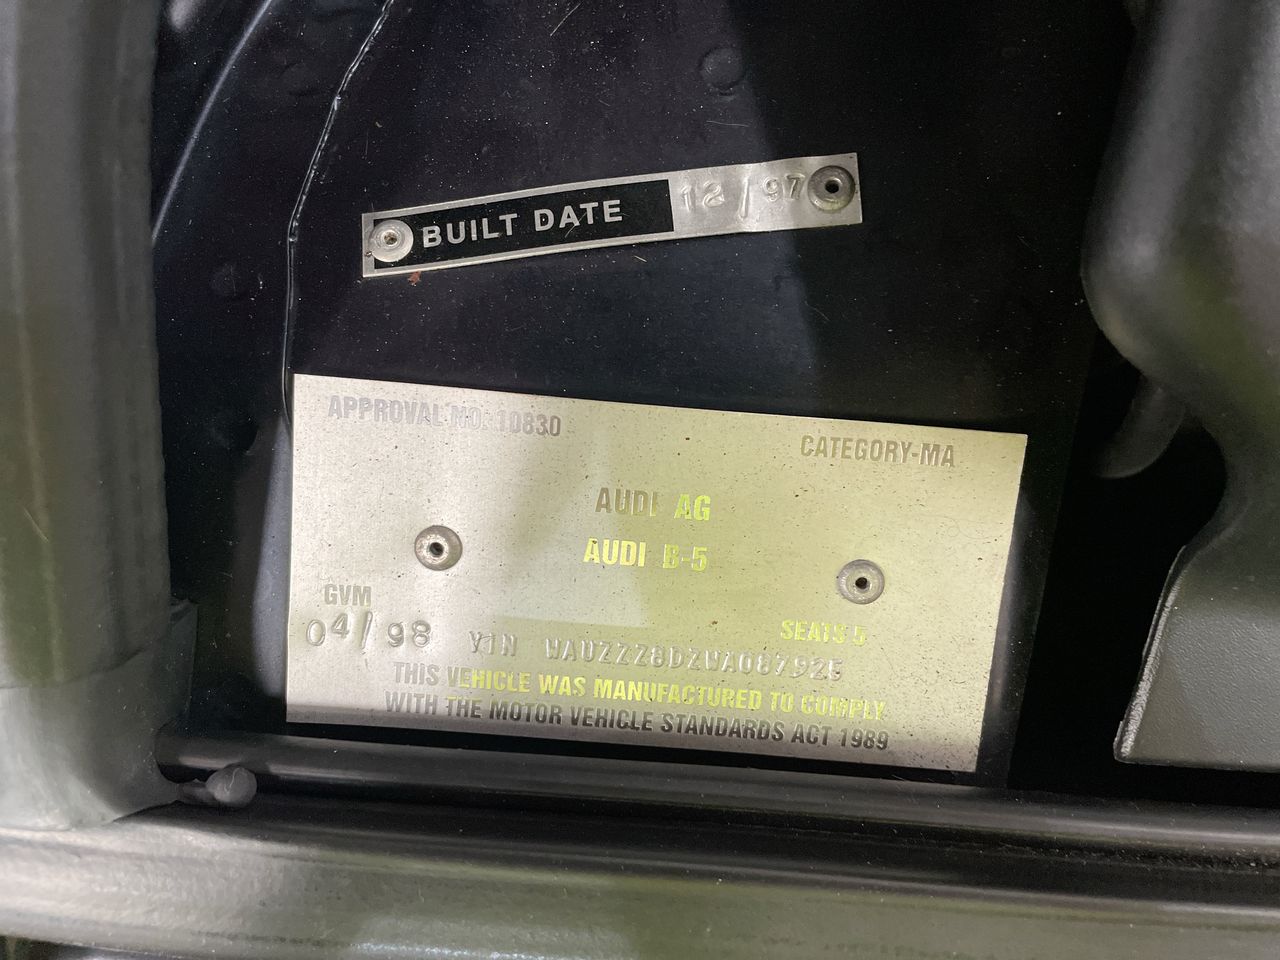 BUILT DATE 12/97
APPROVAL NO. 10830
CATEGORY-MA
AUDI AG
AUDI B-5
GVM
SEATS 5
04/98 VIN WAUZZZ8DZWA087925
THIS VEHICLE WAS MANUFACTURED TO COMPLY
WITH THE MOTOR VEHICLE STANDARDS ACT 1989